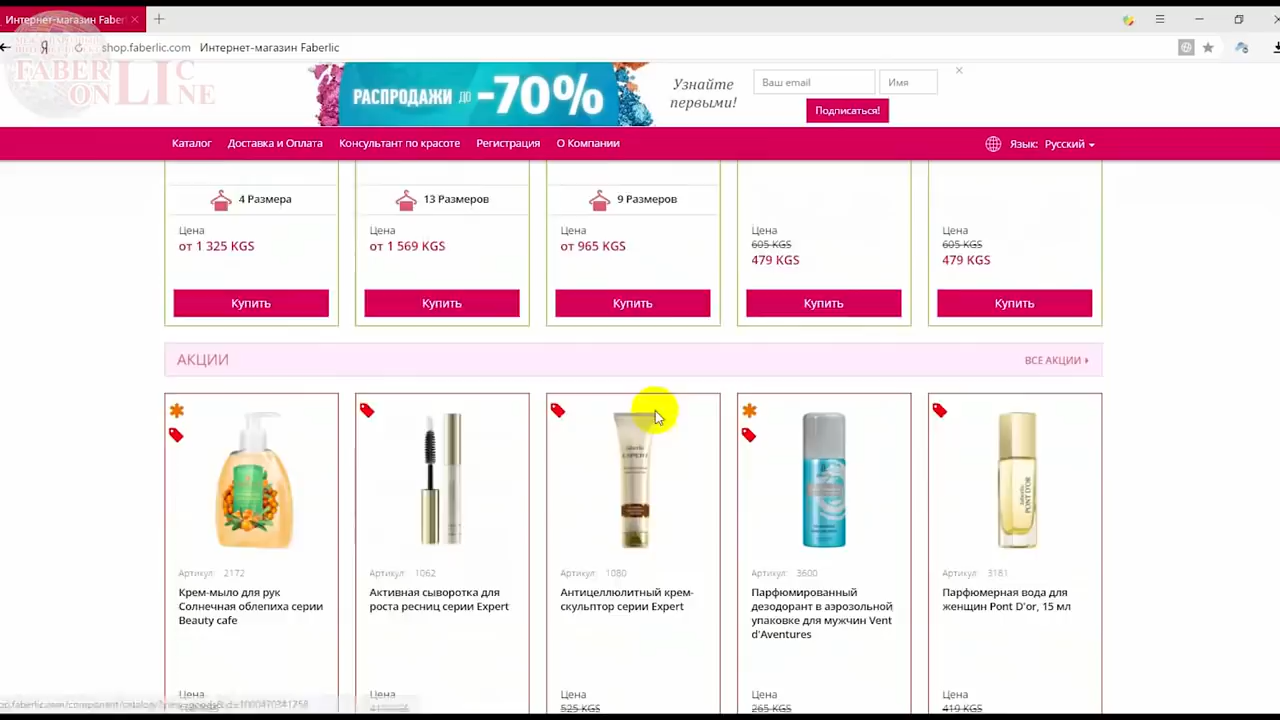 Интернет-магазин Faber
shop.faberlic.com Интернет-магазин Faberlic
FABERLIC
ONLINE
РАСПРОДАЖИ ДО -70%
Узнайте
первыми!
Ваш email
Имя
Подписаться!
Каталог Доставка и Оплата Консультант по красоте Регистрация О Компании Язык: Русский
4 Размера 13 Размеров 9 Размеров
Цена Цена Цена Цена Цена
605 KGS 605 KGS
от 1 325 KGS от 1 569 KGS от 965 KGS 479 KGS 479 KGS
Купить Купить Купить Купить Купить
АКЦИИ ВСЕ АКЦИИ
EXPERT
PONT D'OR
Артикул: 2172 Артикул: 1062 Артикул: 1080 Артикул: 3600 Артикул: 3181
Крем-мыло для рук
Солнечная облепиха серии
Beauty cafe
Активная сыворотка для
роста ресниц серии Expert
Антицеллюлитный крем-
скульптор серии Expert
Парфюмированный
дезодорант в аэрозольной
упаковке для мужчин Vent
d'Aventures
Парфюмерная вода для
женщин Pont D'or, 15 мл
Цена Цена Цена Цена Цена
525 KGS 265 KGS 419 KGS